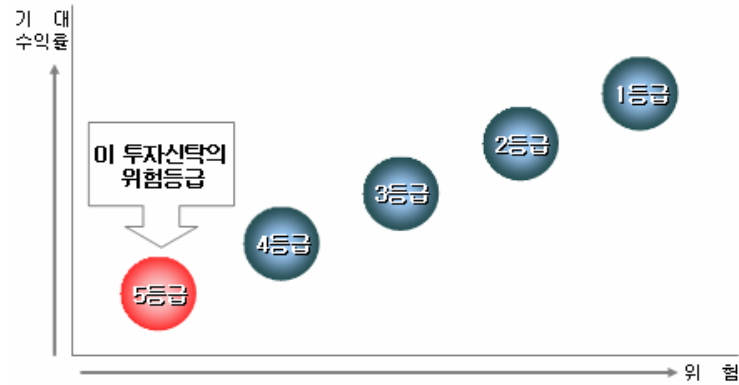 기 대
수익률
1등급
2등급
이 투자신탁의
위험등급
3등급
4등급
5등급
위 험